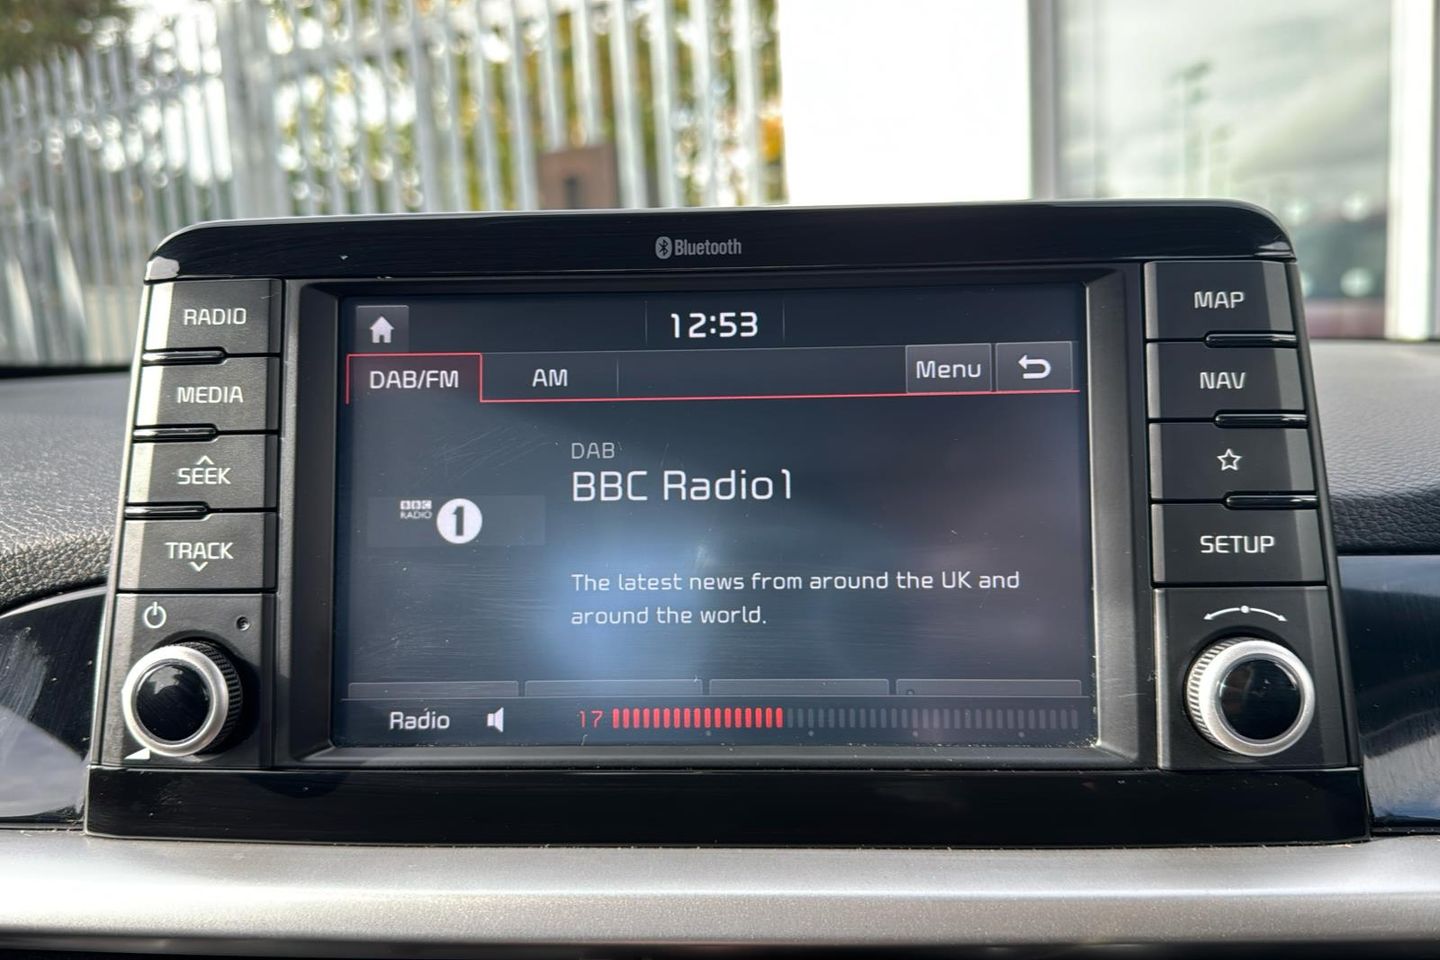 Bluetooth
RADIO
MEDIA
SEEK
TRACK
12:53
DAB/FM
AM
Menu
DAB
BBC Radio1
BBC
RADIO
1
The latest news from around the UK and
around the world.
Radio
17
MAP
NAV
SETUP